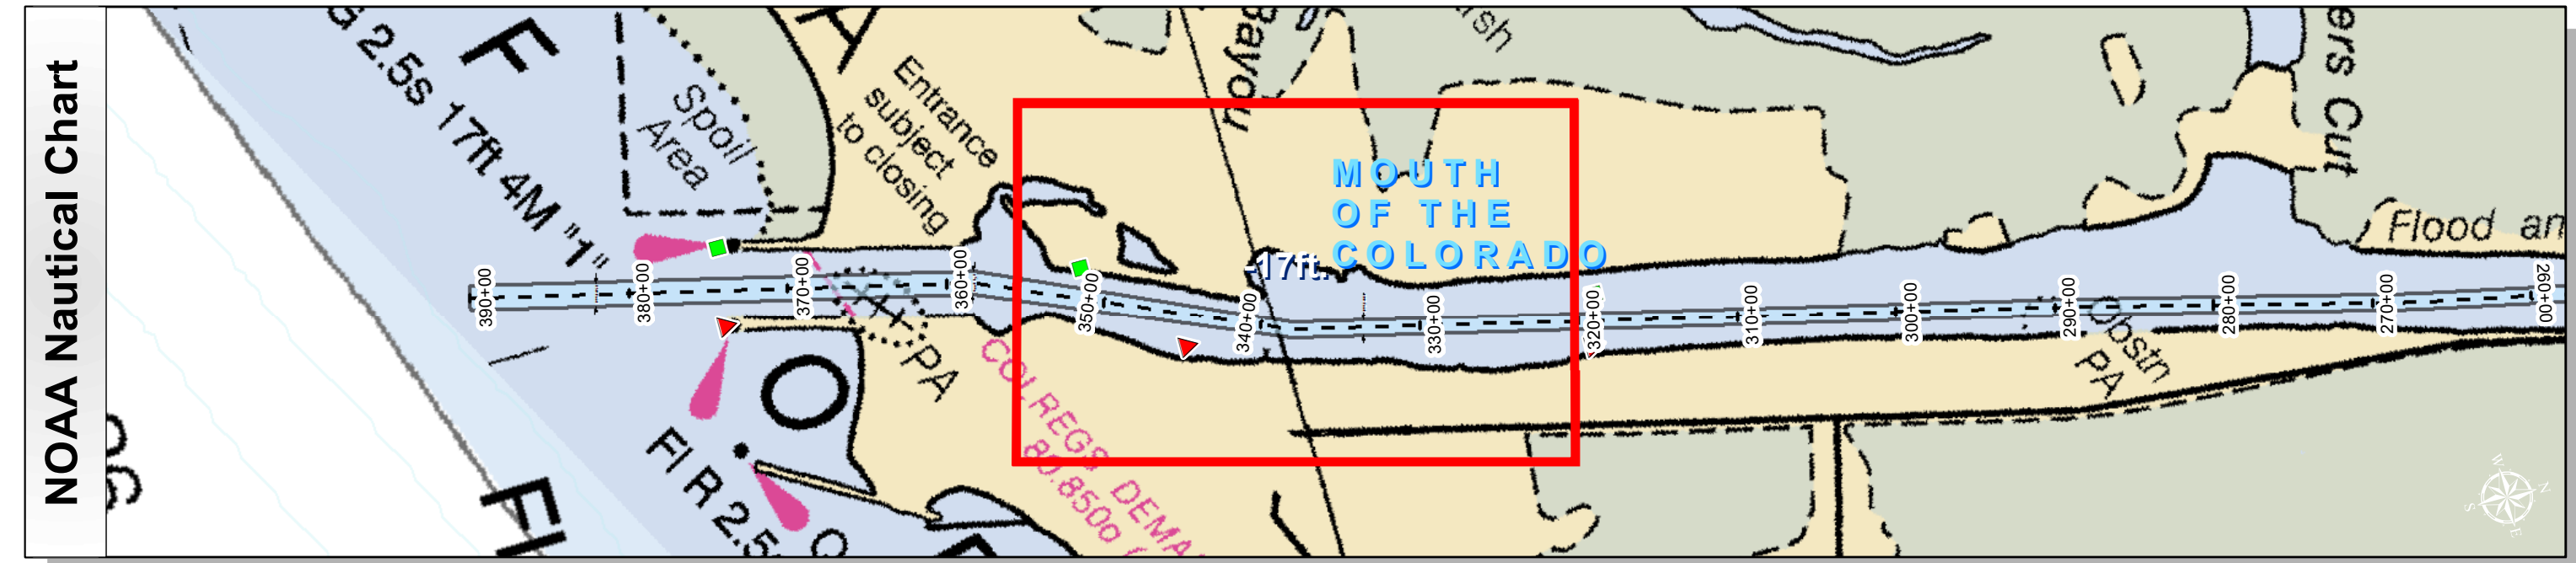 NOAA Nautical Chart
G 2.5s 17ft 4M "1"
F
A
Spoil
Area
Entrance
subject
to closing
Bayou
ers Cut
MOUTH
OF THE
COLORADO
-17ft.
Flood an
390+00
380+00
370+00
360+00
350+00
340+00
330+00
320+00
310+00
300+00
290+00
280+00
270+00
260+00
PA
Obstn
PA
COLREGS DEMA
80.850a (
O
Fl R 2.5
Fl
W
N
S
E